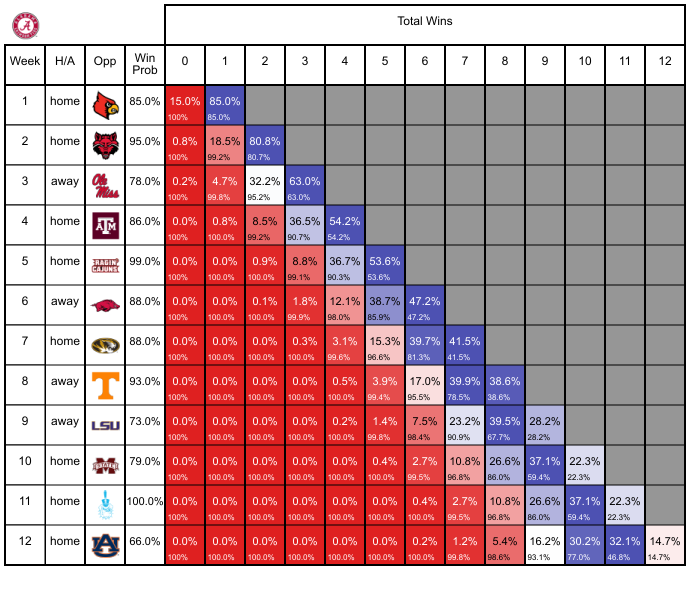 Total Wins
Week H/A Opp Win Prob 0 1 2 3 4 5 6 7 8 9 10 11 12
1 home 85.0% 15.0% 85.0%
100% 85.0%
2 home 95.0% 0.8% 18.5% 80.8%
100% 99.2% 80.7%
3 away Ole Miss 78.0% 0.2% 4.7% 32.2% 63.0%
100% 99.8% 95.2% 63.0%
4 home ATM 86.0% 0.0% 0.8% 8.5% 36.5% 54.2%
100% 100.0% 99.2% 90.7% 54.2%
5 home RAGIN' CAJUNS 99.0% 0.0% 0.0% 0.9% 8.8% 36.7% 53.6%
100% 100.0% 100.0% 99.1% 90.3% 53.6%
6 away 88.0% 0.0% 0.0% 0.1% 1.8% 12.1% 38.7% 47.2%
100% 100.0% 100.0% 99.9% 98.0% 85.9% 47.2%
7 home 88.0% 0.0% 0.0% 0.0% 0.3% 3.1% 15.3% 39.7% 41.5%
100% 100.0% 100.0% 100.0% 99.6% 96.6% 81.3% 41.5%
8 away T 93.0% 0.0% 0.0% 0.0% 0.0% 0.5% 3.9% 17.0% 39.9% 38.6%
100% 100.0% 100.0% 100.0% 100.0% 99.4% 95.5% 78.5% 38.6%
9 away LSU 73.0% 0.0% 0.0% 0.0% 0.0% 0.2% 1.4% 7.5% 23.2% 39.5% 28.2%
100% 100.0% 100.0% 100.0% 100.0% 99.8% 98.4% 90.9% 67.7% 28.2%
10 home STATE 79.0% 0.0% 0.0% 0.0% 0.0% 0.0% 0.4% 2.7% 10.8% 26.6% 37.1% 22.3%
100% 100.0% 100.0% 100.0% 100.0% 100.0% 99.5% 96.8% 86.0% 59.4% 22.3%
11 home 100.0% 0.0% 0.0% 0.0% 0.0% 0.0% 0.0% 0.4% 2.7% 10.8% 26.6% 37.1% 22.3%
100% 100.0% 100.0% 100.0% 100.0% 100.0% 100.0% 99.5% 96.8% 86.0% 59.4% 22.3%
12 home AU 66.0% 0.0% 0.0% 0.0% 0.0% 0.0% 0.0% 0.2% 1.2% 5.4% 16.2% 30.2% 32.1% 14.7%
100% 100.0% 100.0% 100.0% 100.0% 100.0% 100.0% 99.8% 98.6% 93.1% 77.0% 46.8% 14.7%